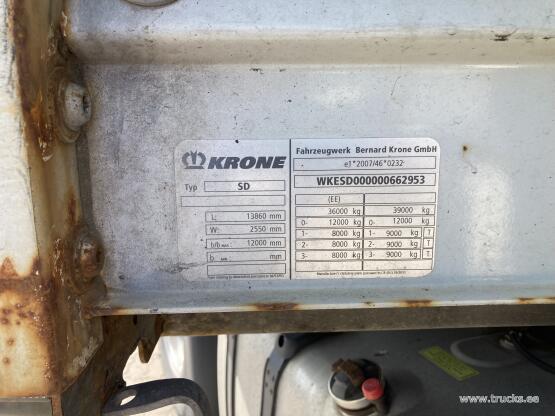 KRONE
Typ SD
L: 13860 mm
W: 2550 mm
b/b MAX. 12000 mm
b MIN. mm
Fahrzeugwerk Bernard Krone GmbH
e1*2007/46*0232
WKESD000000662953
(EE)
36000 kg 39000 kg
0- 12000 kg 0- 12000 kg
1- 8000 kg 1- 9000 kg T
2- 8000 kg 2- 9000 kg T
3- 8000 kg 3- 9000 kg T
www.trucks.ee